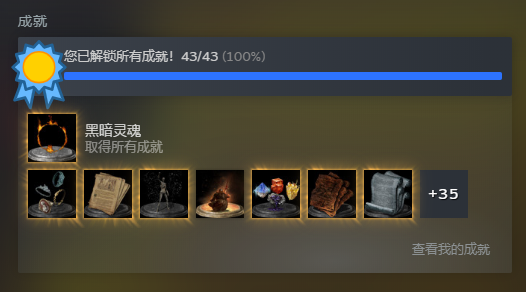 成就
您已解锁所有成就！43/43 (100%)
黑暗灵魂
取得所有成就
+35
查看我的成就